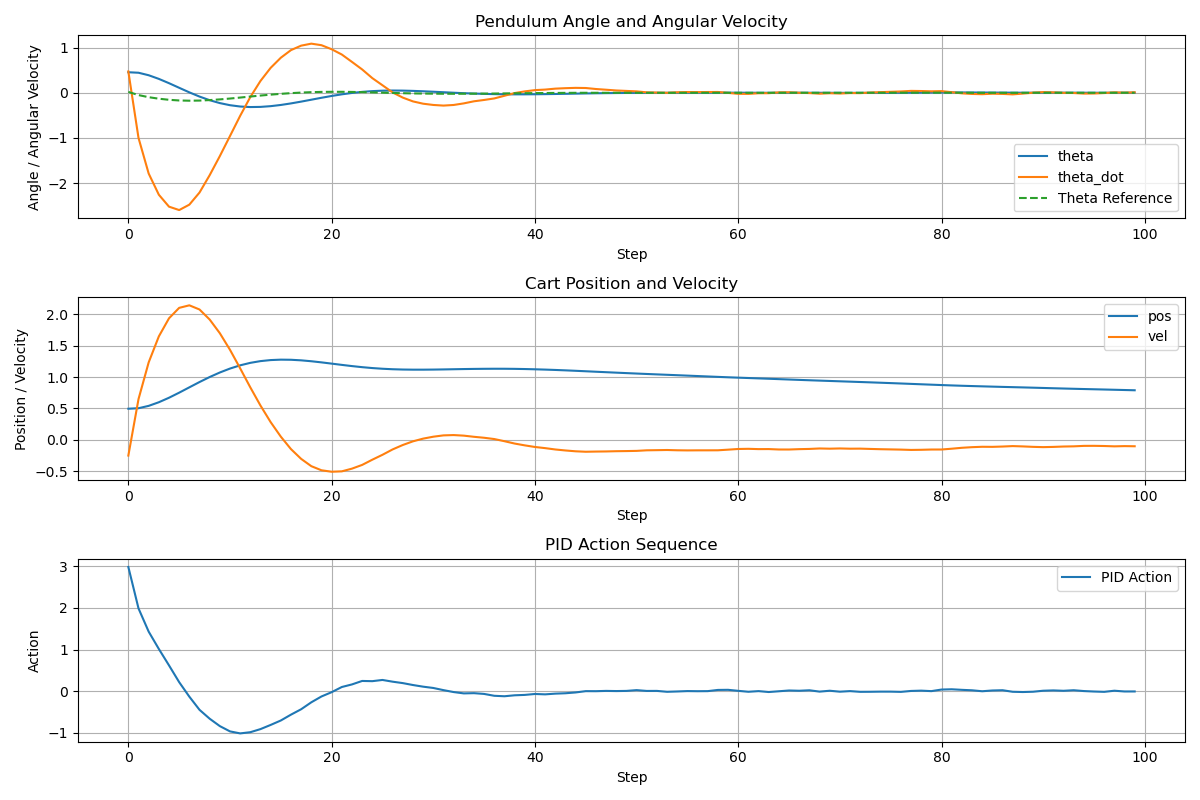 Pendulum Angle and Angular Velocity
Angle / Angular Velocity
1
0
−1
−2
theta
theta_dot
Theta Reference
0 20 40 60 80 100
Step
Cart Position and Velocity
Position / Velocity
2.0
1.5
1.0
0.5
0.0
−0.5
pos
vel
0 20 40 60 80 100
Step
PID Action Sequence
Action
3
2
1
0
−1
PID Action
0 20 40 60 80 100
Step